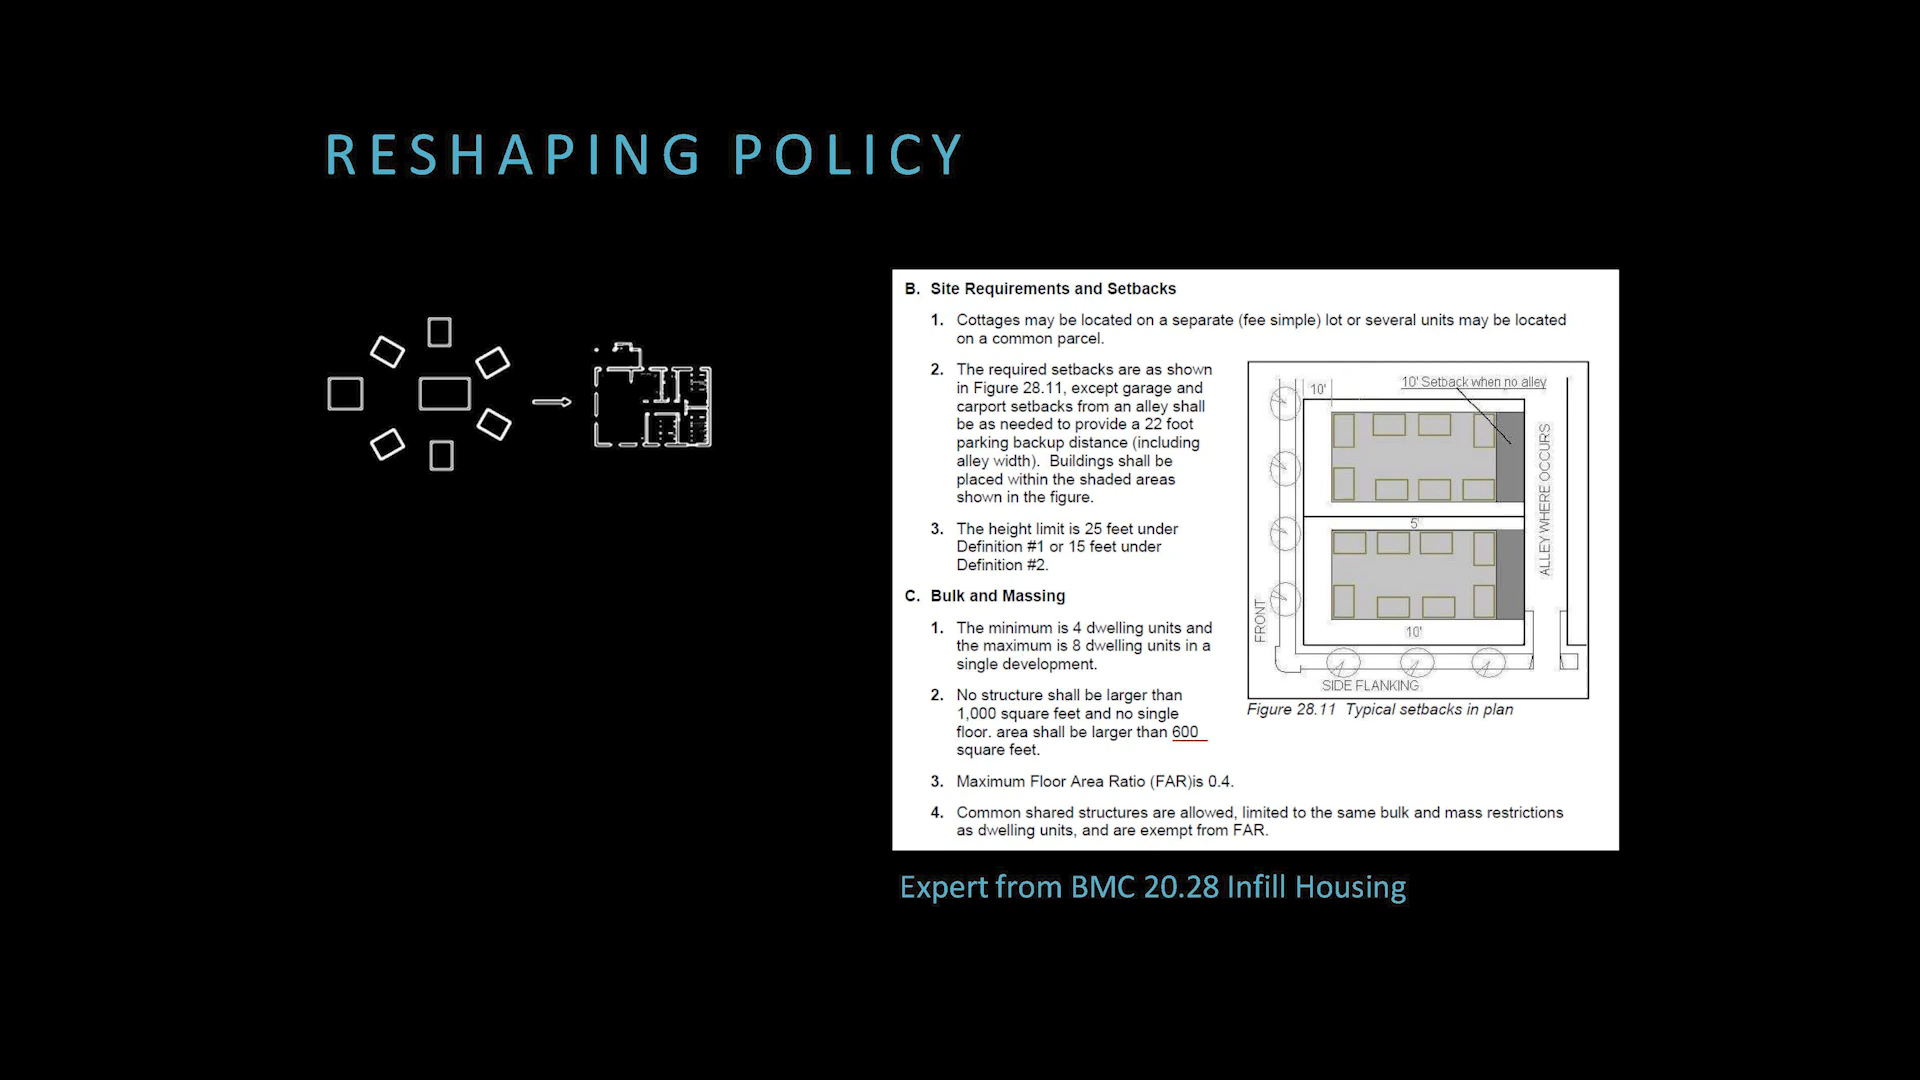 RESHAPING POLICY
B. Site Requirements and Setbacks
1. Cottages may be located on a separate (fee simple) lot or several units may be located
on a common parcel.
2. The required setbacks are as shown
in Figure 28.11, except garage and
carport setbacks from an alley shall
be as needed to provide a 22 foot
parking backup distance (including
alley width). Buildings shall be
placed within the shaded areas
shown in the figure.
3. The height limit is 25 feet under
Definition #1 or 15 feet under
Definition #2.
C. Bulk and Massing
1. The minimum is 4 dwelling units and
the maximum is 8 dwelling units in a
single development.
2. No structure shall be larger than
1,000 square feet and no single
floor. area shall be larger than 600
square feet.
10'
10' Setback when no alley
ALLEY WHERE OCCURS
5'
FRONT
10'
SIDE FLANKING
Figure 28.11 Typical setbacks in plan
3. Maximum Floor Area Ratio (FAR)is 0.4.
4. Common shared structures are allowed, limited to the same bulk and mass restrictions
as dwelling units, and are exempt from FAR.
Expert from BMC 20.28 Infill Housing